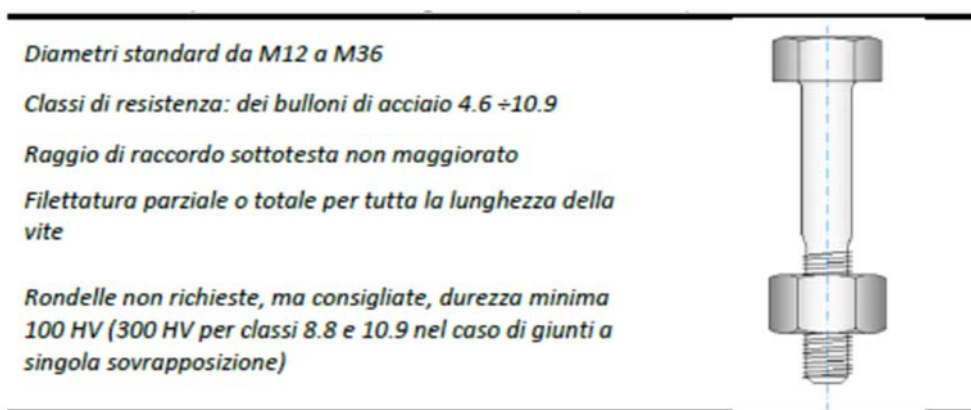 Diametri standard da M12 a M36
Classi di resistenza: dei bulloni di acciaio 4.6 ÷10.9
Raggio di raccordo sottotesta non maggiorato
Filettatura parziale o totale per tutta la lunghezza della
vite
Rondelle non richieste, ma consigliate, durezza minima
100 HV (300 HV per classi 8.8 e 10.9 nel caso di giunti a
singola sovrapposizione)